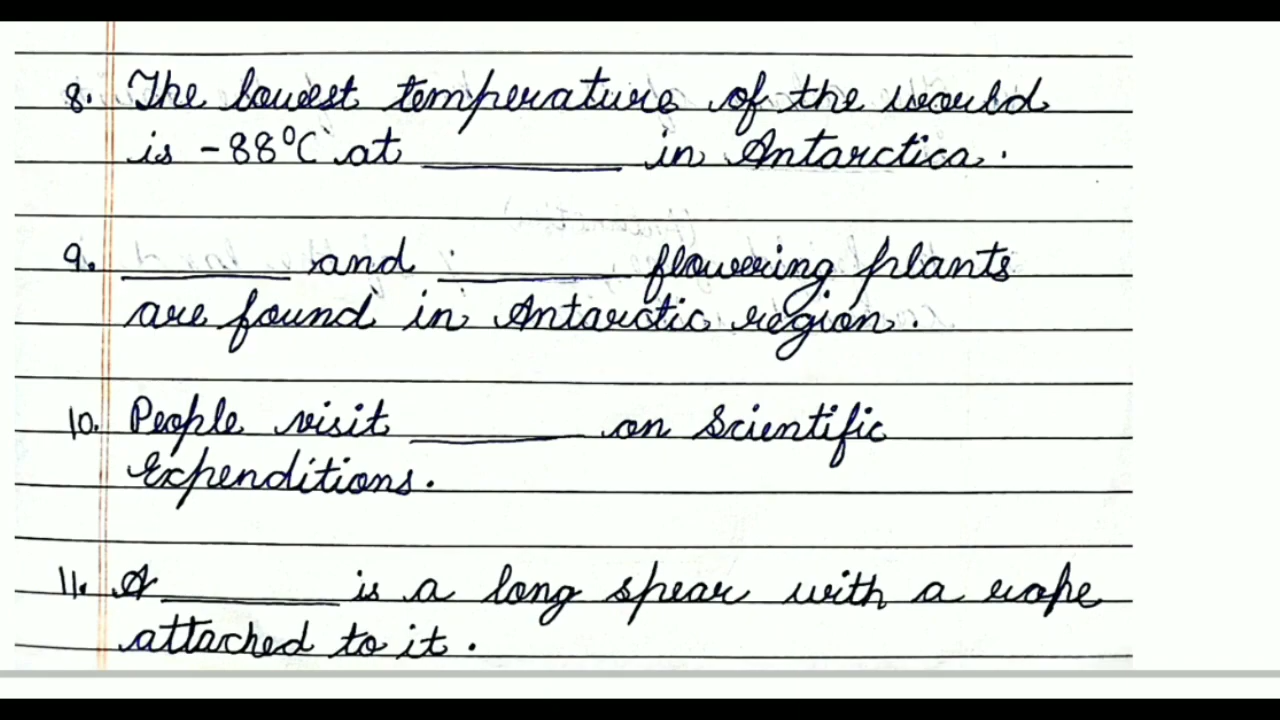 8. The lowest temperature of the world
is -88°C at ________ in Antarctica.
9. ________ and ________ flowering plants
are found in Antarctic region.
10. People visit ________ on Scientific
Expenditions.
11. A ________ is a long spear with a rope
attached to it.